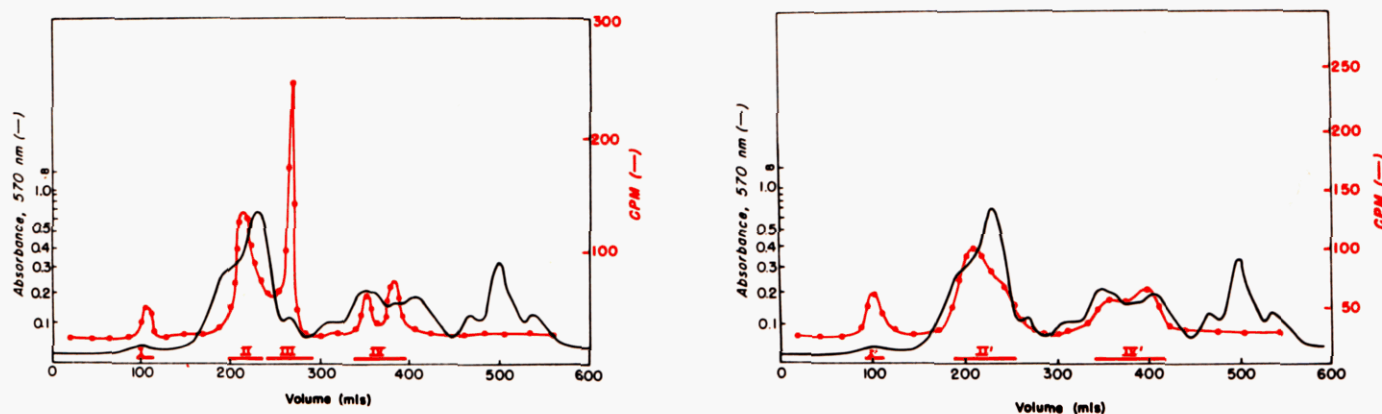 300
200
100
CPM (—)
Absorbance, 570 nm (—)
∞
1.0
0.5
0.4
0.3
0.2
0.1
I
II
III
IV
0
100
200
300
400
500
600
Volume (mls)
250
200
150
100
50
CPM (—)
Absorbance, 570 nm (—)
∞
1.0
0.5
0.4
0.3
0.2
0.1
I'
II'
IV'
0
100
200
300
400
500
600
Volume (mls)